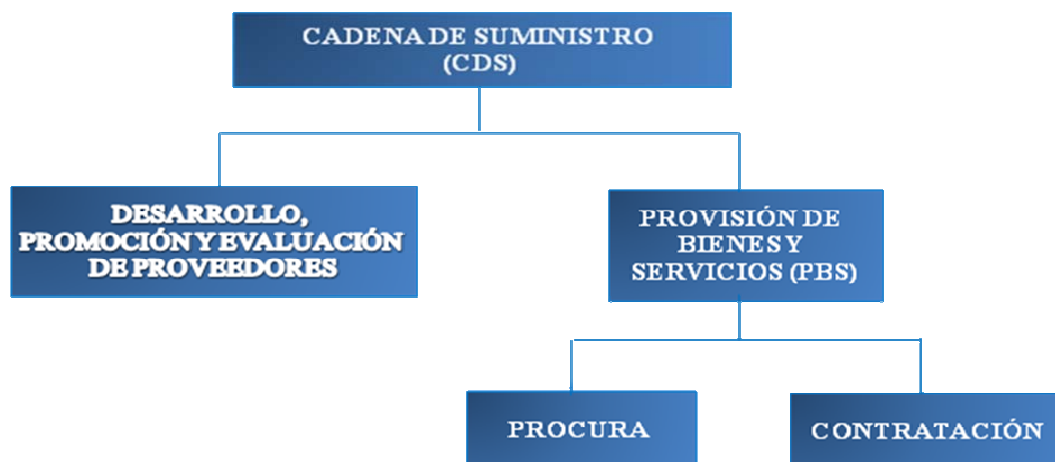 CADENA DE SUMINISTRO
(CDS)
DESARROLLO,
PROMOCIÓN Y EVALUACIÓN
DE PROVEEDORES
PROVISIÓN DE
BIENES Y
SERVICIOS (PBS)
PROCURA
CONTRATACIÓN